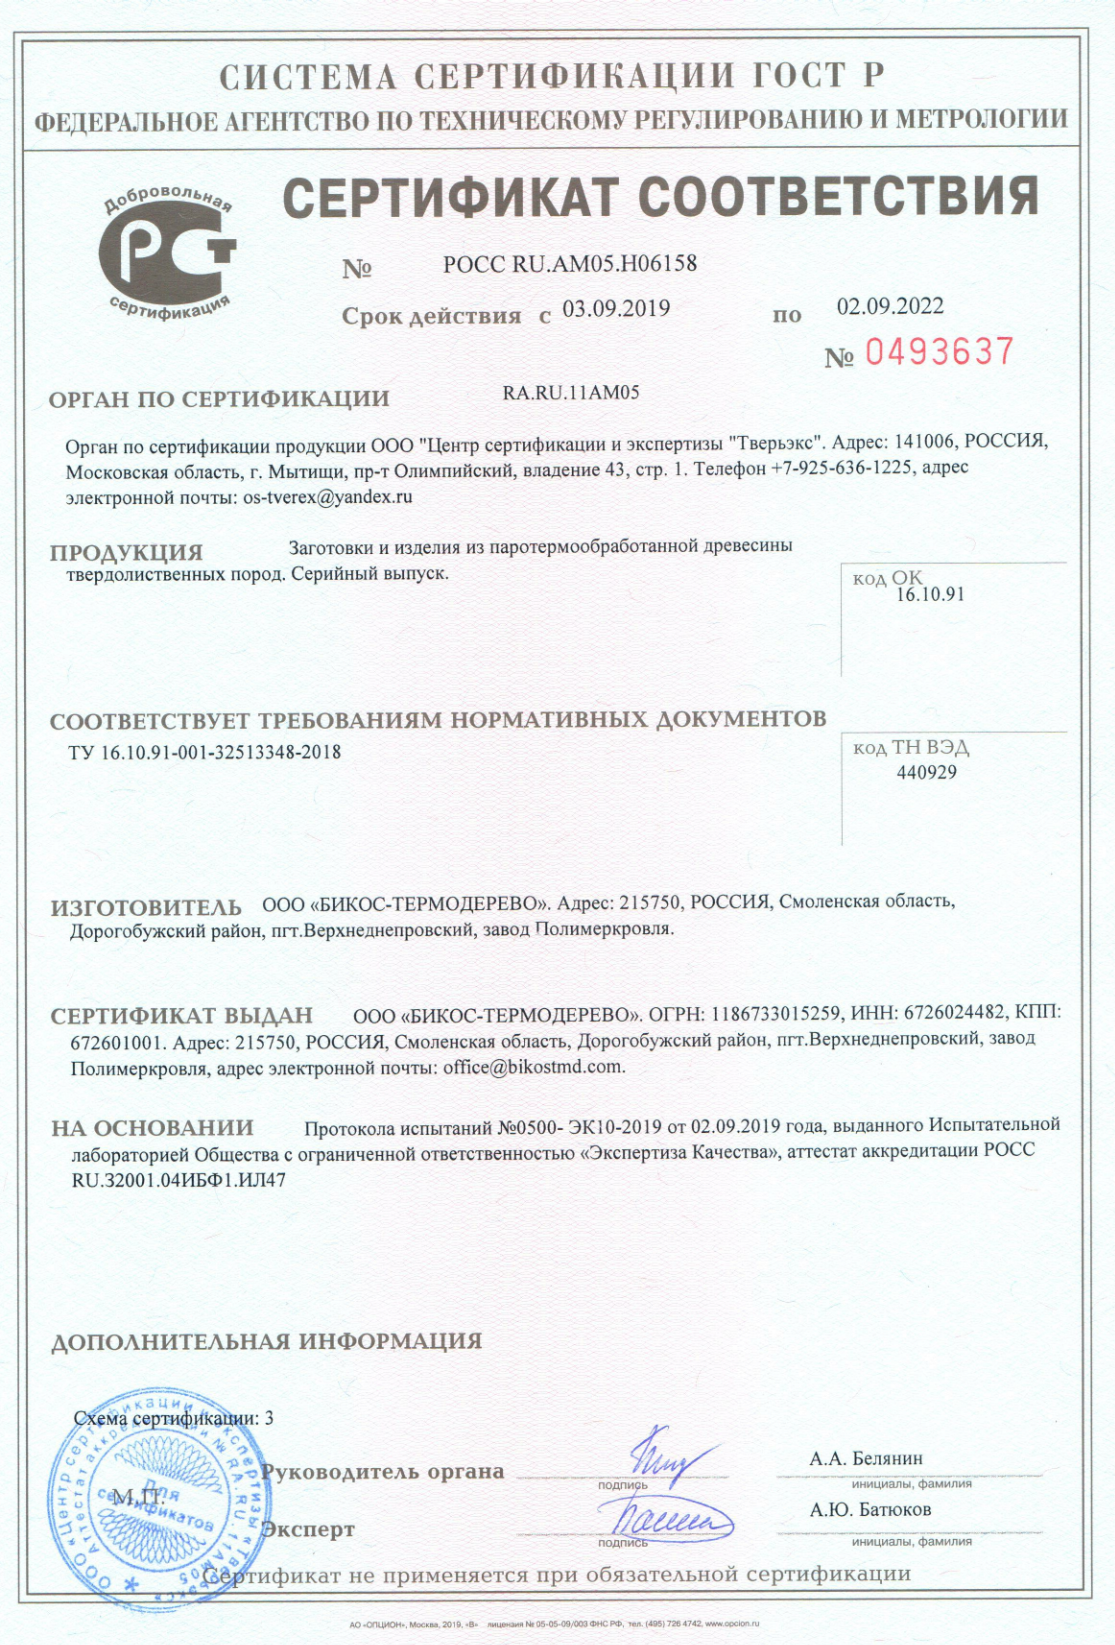 СИСТЕМА СЕРТИФИКАЦИИ ГОСТ Р
ФЕДЕРАЛЬНОЕ АГЕНТСТВО ПО ТЕХНИЧЕСКОМУ РЕГУЛИРОВАНИЮ И МЕТРОЛОГИИ
Добровольная
РСТ
сертификация
СЕРТИФИКАТ СООТВЕТСТВИЯ
№ РОСС RU.АМ05.Н06158
Срок действия с 03.09.2019 по 02.09.2022
№ 0493637
ОРГАН ПО СЕРТИФИКАЦИИ RA.RU.11АМ05
Орган по сертификации продукции ООО "Центр сертификации и экспертизы "Тверьэкс". Адрес: 141006, РОССИЯ,
Московская область, г. Мытищи, пр-т Олимпийский, владение 43, стр. 1. Телефон +7-925-636-1225, адрес
электронной почты: os-tverex@yandex.ru
ПРОДУКЦИЯ Заготовки и изделия из паротермообработанной древесины
твердолиственных пород. Серийный выпуск.
код ОК
16.10.91
СООТВЕТСТВУЕТ ТРЕБОВАНИЯМ НОРМАТИВНЫХ ДОКУМЕНТОВ
ТУ 16.10.91-001-32513348-2018
код ТН ВЭД
440929
ИЗГОТОВИТЕЛЬ ООО «БИКОС-ТЕРМОДЕРЕВО». Адрес: 215750, РОССИЯ, Смоленская область,
Дорогобужский район, пгт.Верхнеднепровский, завод Полимеркровля.
СЕРТИФИКАТ ВЫДАН ООО «БИКОС-ТЕРМОДЕРЕВО». ОГРН: 1186733015259, ИНН: 6726024482, КПП:
672601001. Адрес: 215750, РОССИЯ, Смоленская область, Дорогобужский район, пгт.Верхнеднепровский, завод
Полимеркровля, адрес электронной почты: office@bikostmd.com.
НА ОСНОВАНИИ Протокола испытаний №0500- ЭК10-2019 от 02.09.2019 года, выданного Испытательной
лабораторией Общества с ограниченной ответственностью «Экспертиза Качества», аттестат аккредитации РОСС
RU.32001.04ИБФ1.ИЛ47
ДОПОЛНИТЕЛЬНАЯ ИНФОРМАЦИЯ
Схема сертификации: 3
ООО «Центр сертификации и экспертизы «Тверьэкс»
Аттестат аккредитации № RA.RU.11АМ05
Для
сертификатов
М.П.
Руководитель органа
подпись
А.А. Белянин
инициалы, фамилия
Эксперт
подпись
А.Ю. Батюков
инициалы, фамилия
Сертификат не применяется при обязательной сертификации
АО «ОПЦИОН», Москва, 2019, «В» лицензия № 05-05-09/003 ФНС РФ, тел. (495) 726 4742, www.opcion.ru